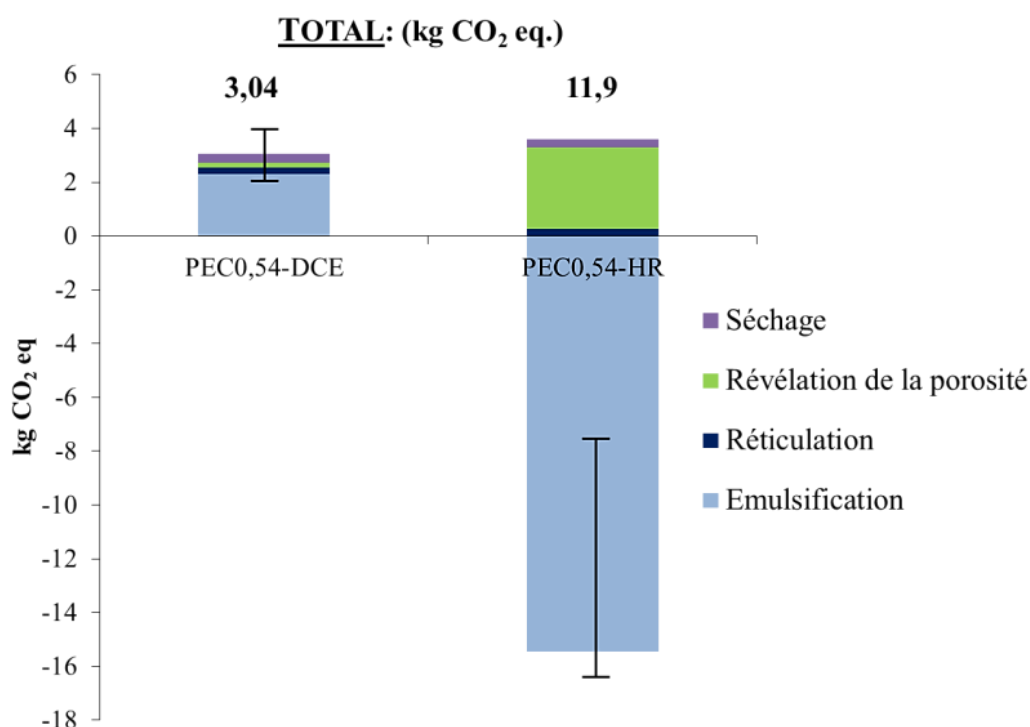 TOTAL: (kg CO₂ eq.)
3,04
11,9
6
4
2
0
-2
-4
-6
-8
-10
-12
-14
-16
-18
kg CO₂ eq
PEC0,54-DCE
PEC0,54-HR
Séchage
Révélation de la porosité
Réticulation
Emulsification